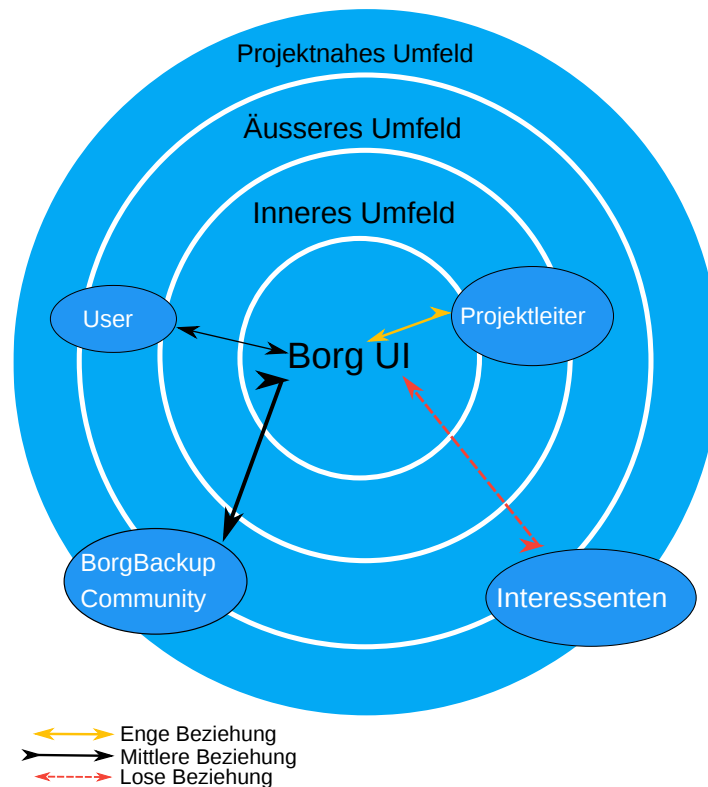 Projektnahes Umfeld
Äusseres Umfeld
Inneres Umfeld
User
Projektleiter
Borg UI
BorgBackup
Community
Interessenten
Enge Beziehung
Mittlere Beziehung
Lose Beziehung